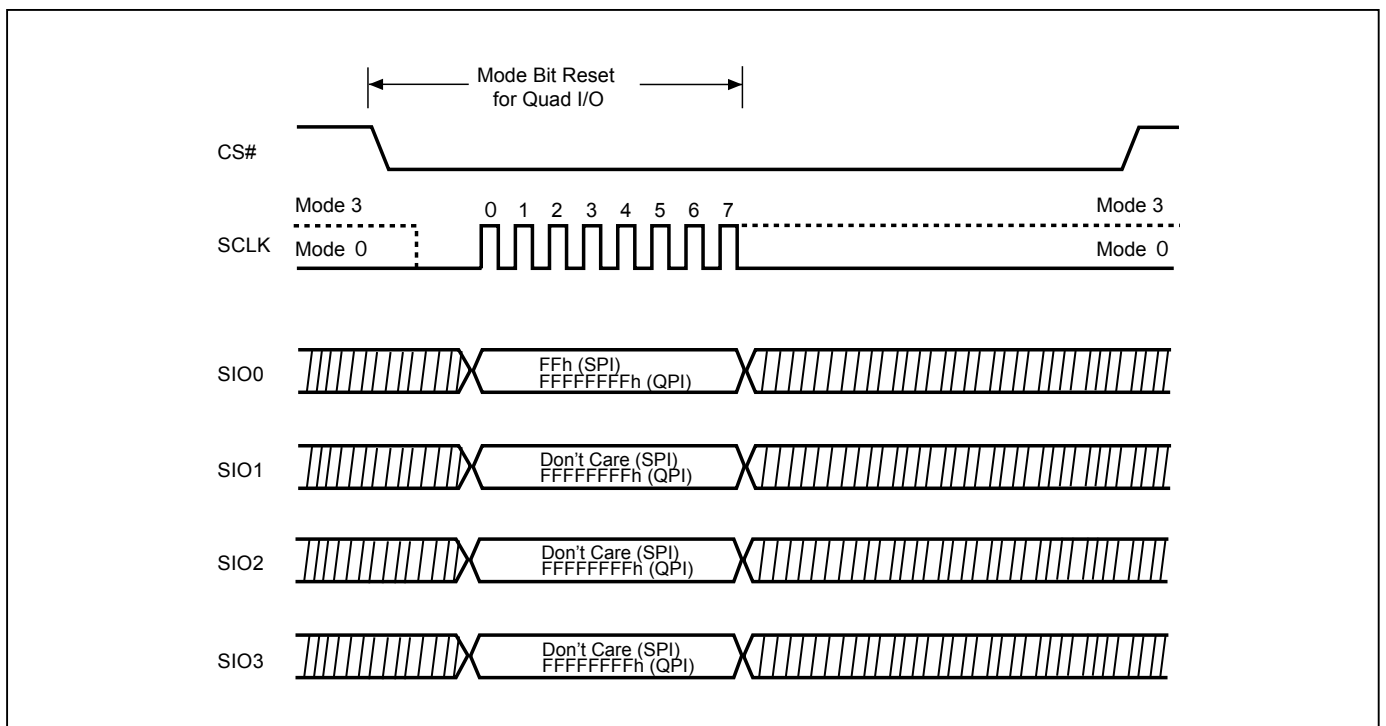 Mode Bit Reset
for Quad I/O
CS#
Mode 3
0 1 2 3 4 5 6 7
Mode 3
SCLK
Mode 0
Mode 0
SIO0
FFh (SPI)
FFFFFFFFh (QPI)
SIO1
Don't Care (SPI)
FFFFFFFFh (QPI)
SIO2
Don't Care (SPI)
FFFFFFFFh (QPI)
SIO3
Don't Care (SPI)
FFFFFFFFh (QPI)